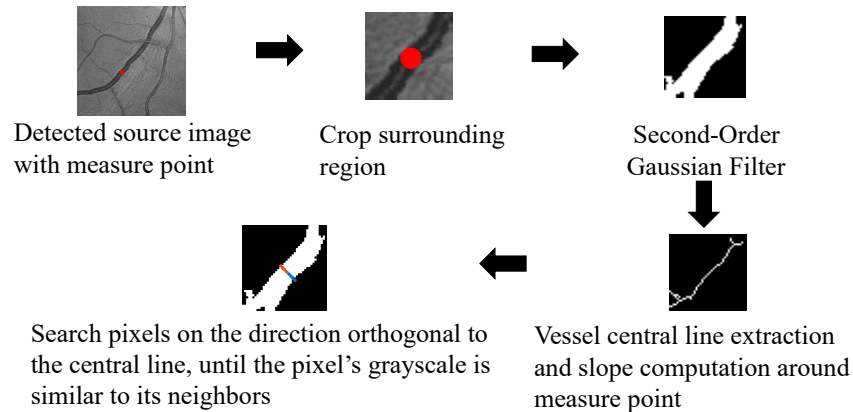 Detected source image
with measure point
Crop surrounding
region
Second-Order
Gaussian Filter
Vessel central line extraction
and slope computation around
measure point
Search pixels on the direction orthogonal to
the central line, until the pixel's grayscale is
similar to its neighbors